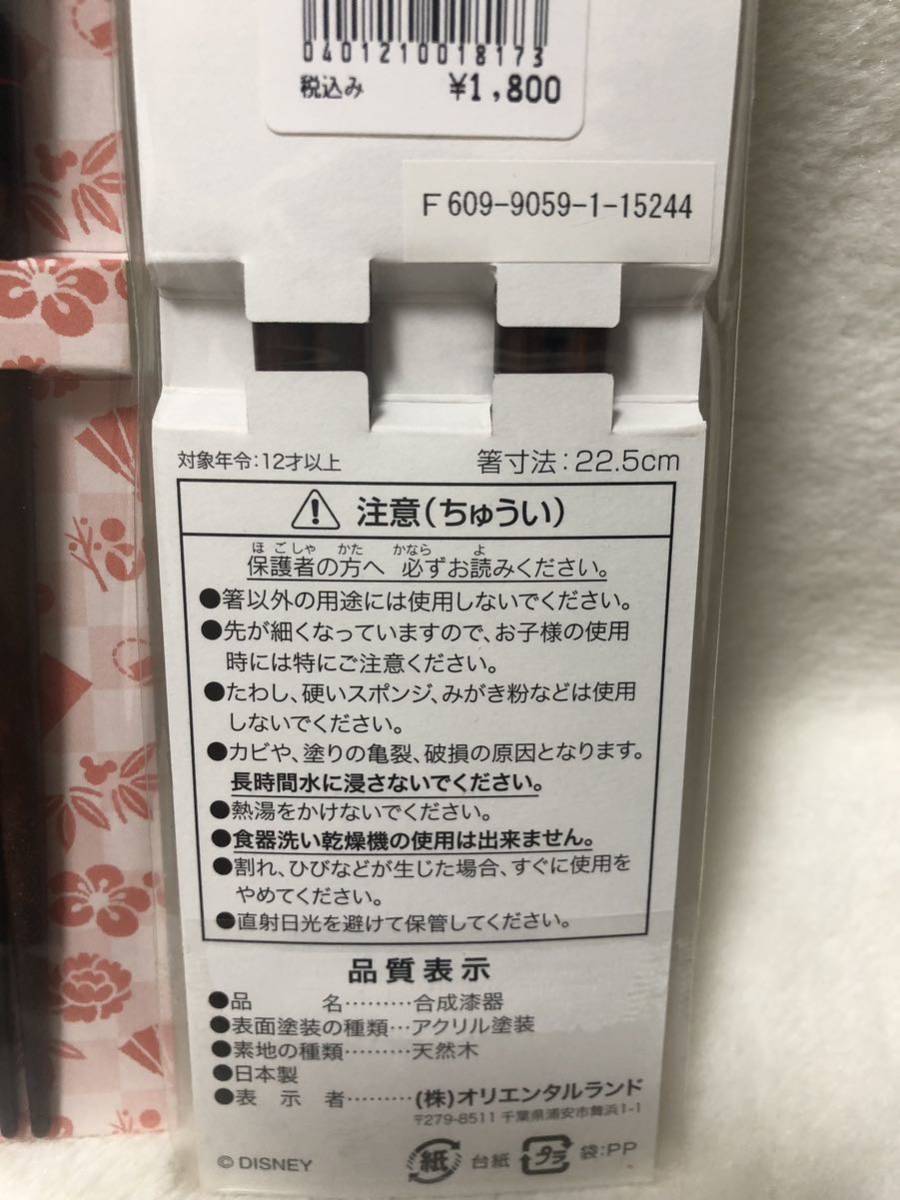 0401210018173
税込み ¥1,800
F 609-9059-1-15244
対象年令:12才以上 箸寸法:22.5cm
注意(ちゅうい)
ほごしゃ かた かなら よ
保護者の方へ 必ずお読みください。
●箸以外の用途には使用しないでください。
●先が細くなっていますので、お子様の使用
時には特にご注意ください。
●たわし、硬いスポンジ、みがき粉などは使用
しないでください。
●カビや、塗りの亀裂、破損の原因となります。
長時間水に浸さないでください。
●熱湯をかけないでください。
●食器洗い乾燥機の使用は出来ません。
●割れ、ひびなどが生じた場合、すぐに使用を
やめてください。
●直射日光を避けて保管してください。
品質表示
●品 名………合成漆器
●表面塗装の種類…アクリル塗装
●素地の種類………天然木
●日本製
●表 示 者………(株)オリエンタルランド
〒279-8511 千葉県浦安市舞浜1-1
© DISNEY 紙 台紙 プラ 袋:PP